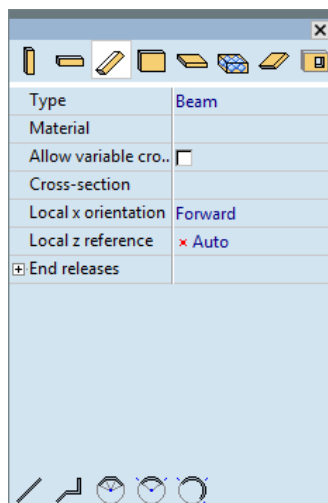 Type Beam
Material
Allow variable cro..
Cross-section
Local x orientation Forward
Local z reference Auto
End releases